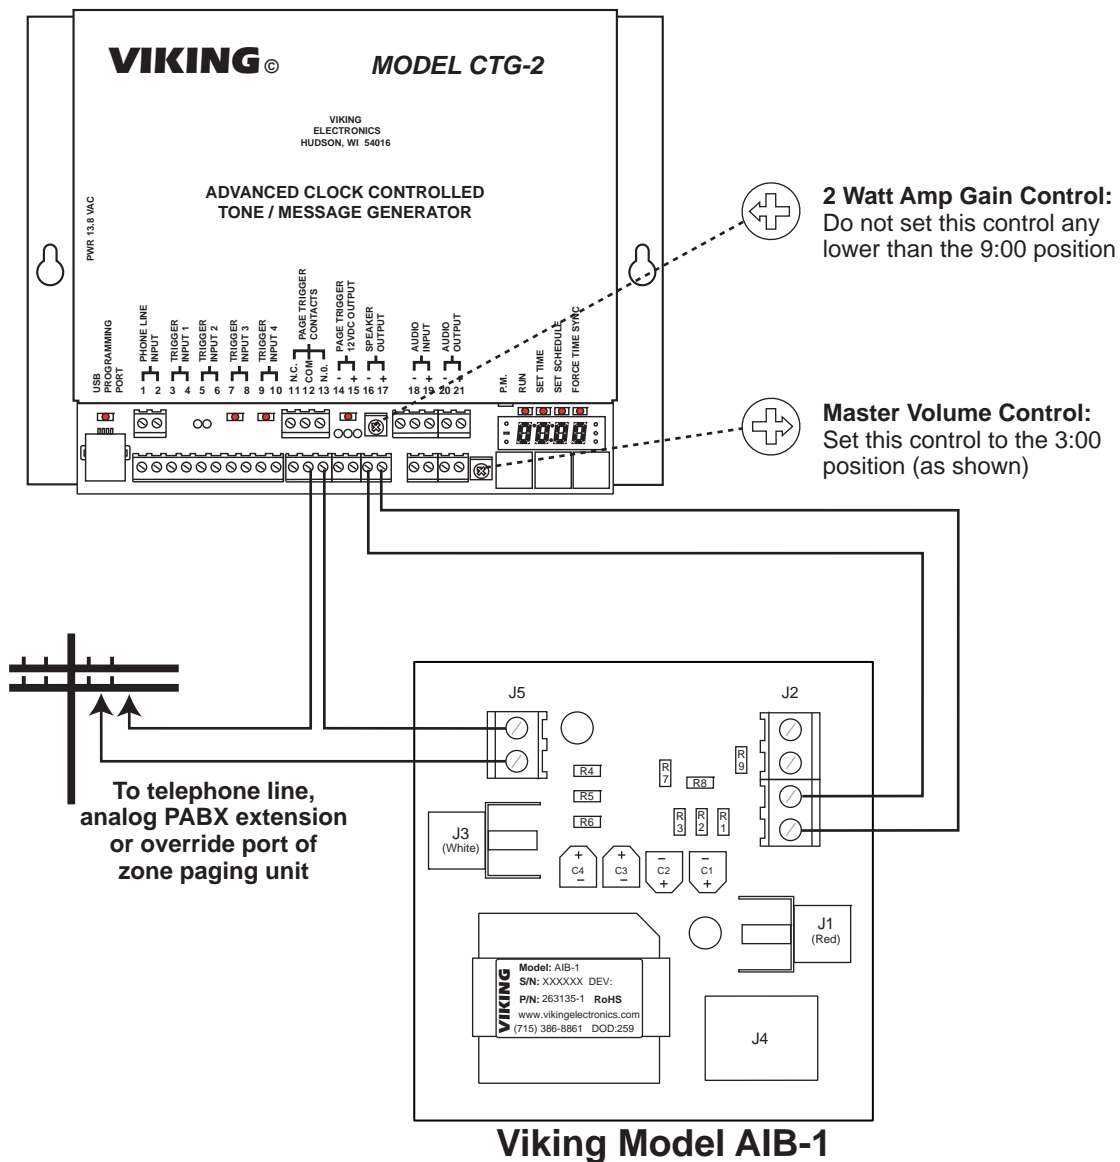 VIKING ©
MODEL CTG-2
VIKING
ELECTRONICS
HUDSON, WI 54016
ADVANCED CLOCK CONTROLLED
TONE / MESSAGE GENERATOR
PWR 13.8 VAC
USB
PROGRAMMING
PORT
PHONE LINE
INPUT
TRIGGER
INPUT 1
TRIGGER
INPUT 2
TRIGGER
INPUT 3
TRIGGER
INPUT 4
PAGE TRIGGER
CONTACTS
N.C.
COM
N.0.
PAGE TRIGGER
12VDC OUTPUT
- +
SPEAKER
OUTPUT
- +
AUDIO
INPUT
- +
AUDIO
OUTPUT
- +
P.M.
RUN
SET TIME
SET SCHEDULE
FORCE TIME SYNC
1 2 3 4 5 6 7 8 9 10 11 12 13 14 15 16 17 18 19 20 21
8888
2 Watt Amp Gain Control:
Do not set this control any
lower than the 9:00 position
Master Volume Control:
Set this control to the 3:00
position (as shown)
To telephone line,
analog PABX extension
or override port of
zone paging unit
J5
J2
R4
R5
R6
R7
R8
R9
R3
R2
R1
J3
(White)
+ C4 -
+ C3 -
- C2 +
- C1 +
J1
(Red)
VIKING
Model: AIB-1
S/N: XXXXXX DEV:
P/N: 263135-1 RoHS
www.vikingelectronics.com
(715) 386-8861 DOD:259
J4
Viking Model AIB-1